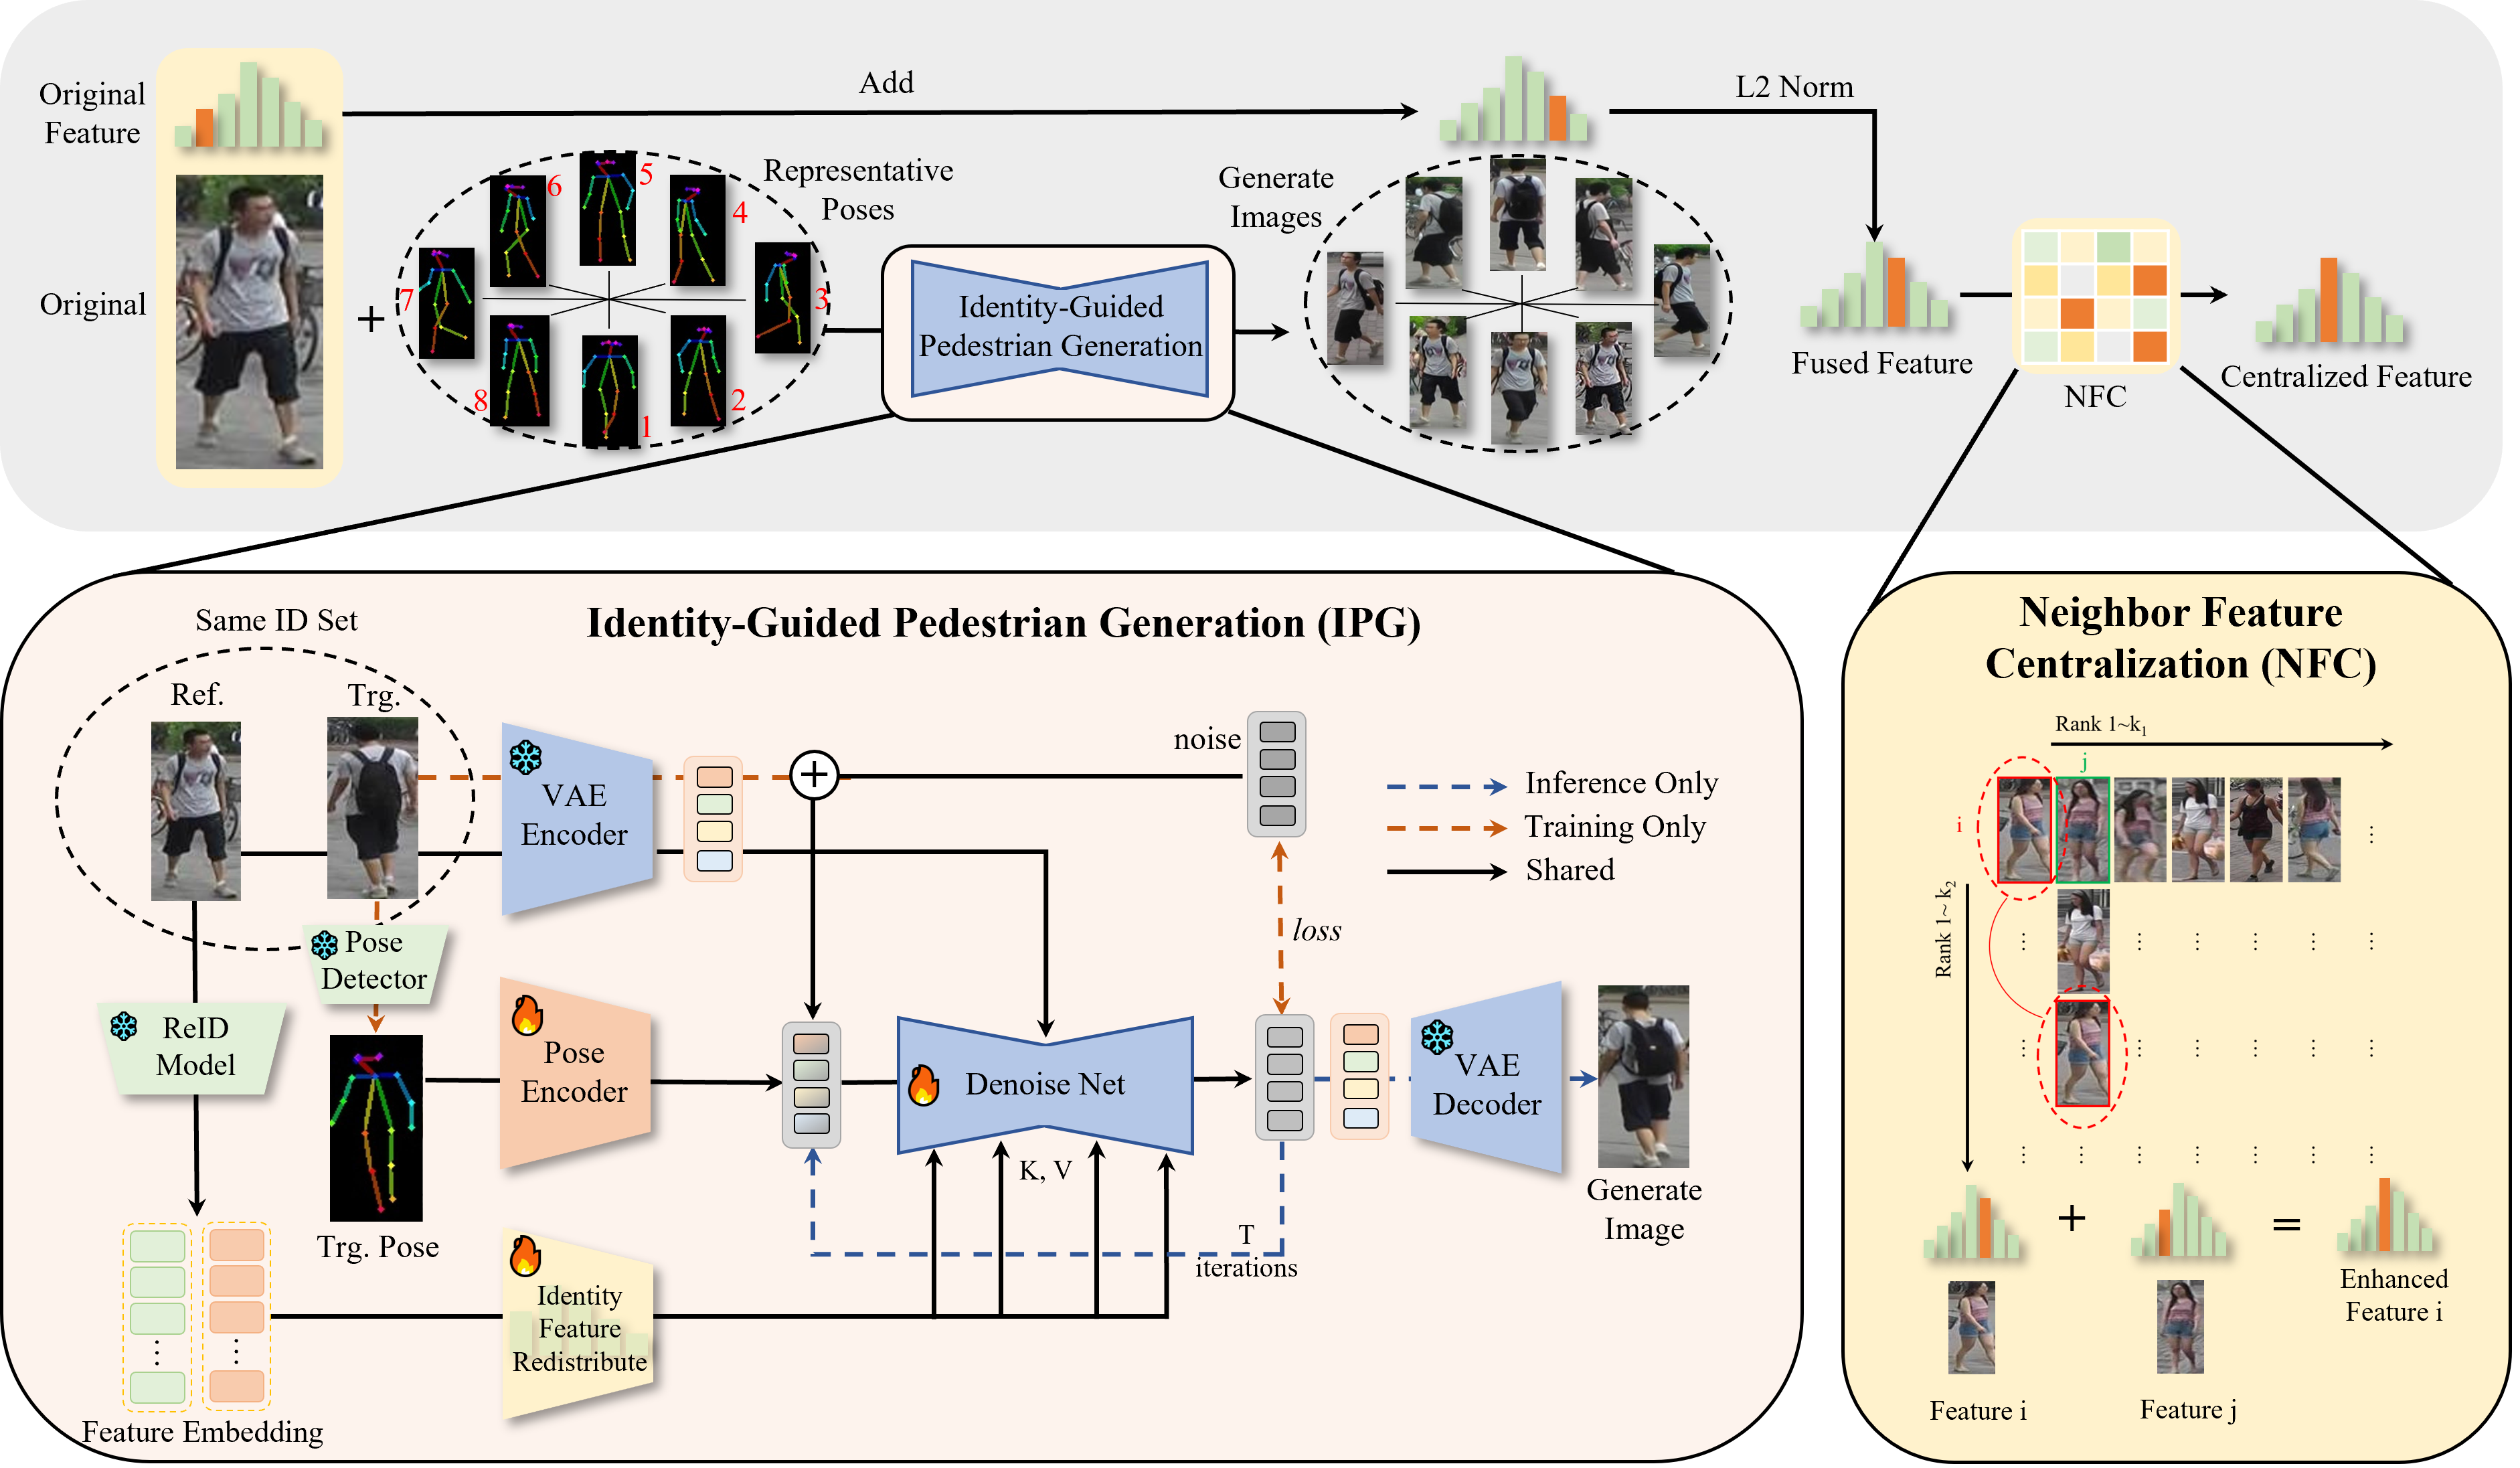 Original
Feature
Add
L2 Norm
Original
+
Representative
Poses
1
2
3
4
5
6
7
8
Identity-Guided
Pedestrian Generation
Generate
Images
Fused Feature
NFC
Centralized Feature
Identity-Guided Pedestrian Generation (IPG)
Same ID Set
Ref.
Trg.
VAE
Encoder
+
noise
Inference Only
Training Only
Shared
loss
Pose
Detector
ReID
Model
Pose
Encoder
Denoise Net
VAE
Decoder
K, V
T
iterations
Generate
Image
Trg. Pose
Identity
Feature
Redistribute
Feature Embedding
Neighbor Feature
Centralization (NFC)
Rank 1~k₁
j
i
Rank 1~ k₂
+
=
Enhanced
Feature i
Feature i
Feature j